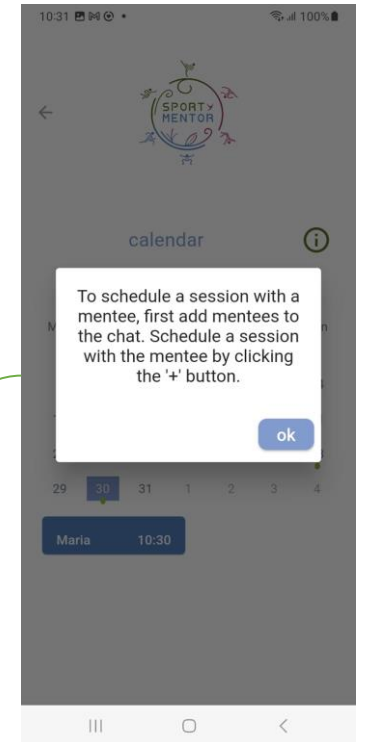 10:31
100%
SPORTY
MENTOR
calendar
To schedule a session with a
mentee, first add mentees to
the chat. Schedule a session
with the mentee by clicking
the '+' button.
ok
29 30 31 1 2 3 4
Maria 10:30